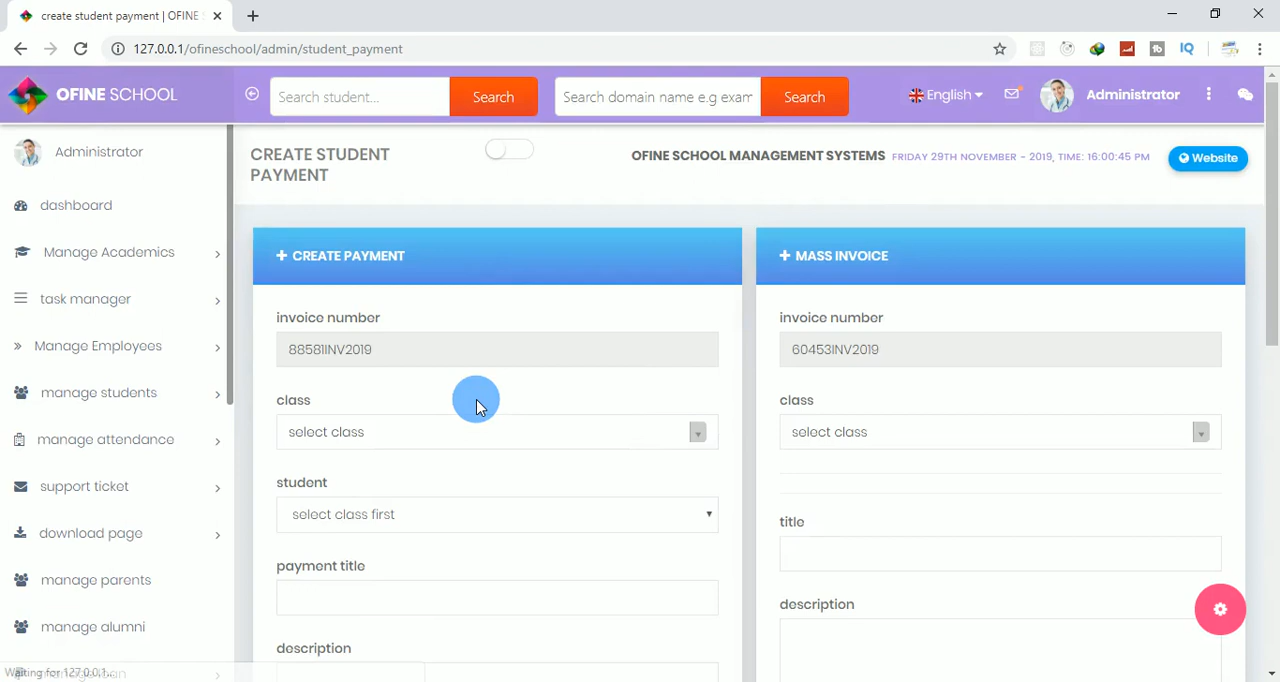 create student payment | OFINE S
127.0.0.1/ofineschool/admin/student_payment
OFINE SCHOOL
Search student...
Search
Search domain name e.g exam
Search
English
Administrator
Administrator
dashboard
Manage Academics
task manager
Manage Employees
manage students
manage attendance
support ticket
download page
manage parents
manage alumni
Waiting for 127.0.0.1...
CREATE STUDENT
PAYMENT
OFINE SCHOOL MANAGEMENT SYSTEMS FRIDAY 29TH NOVEMBER - 2019, TIME: 16:00:45 PM
Website
+ CREATE PAYMENT
invoice number
88581INV2019
class
select class
student
select class first
payment title
description
+ MASS INVOICE
invoice number
60453INV2019
class
select class
title
description
IQ